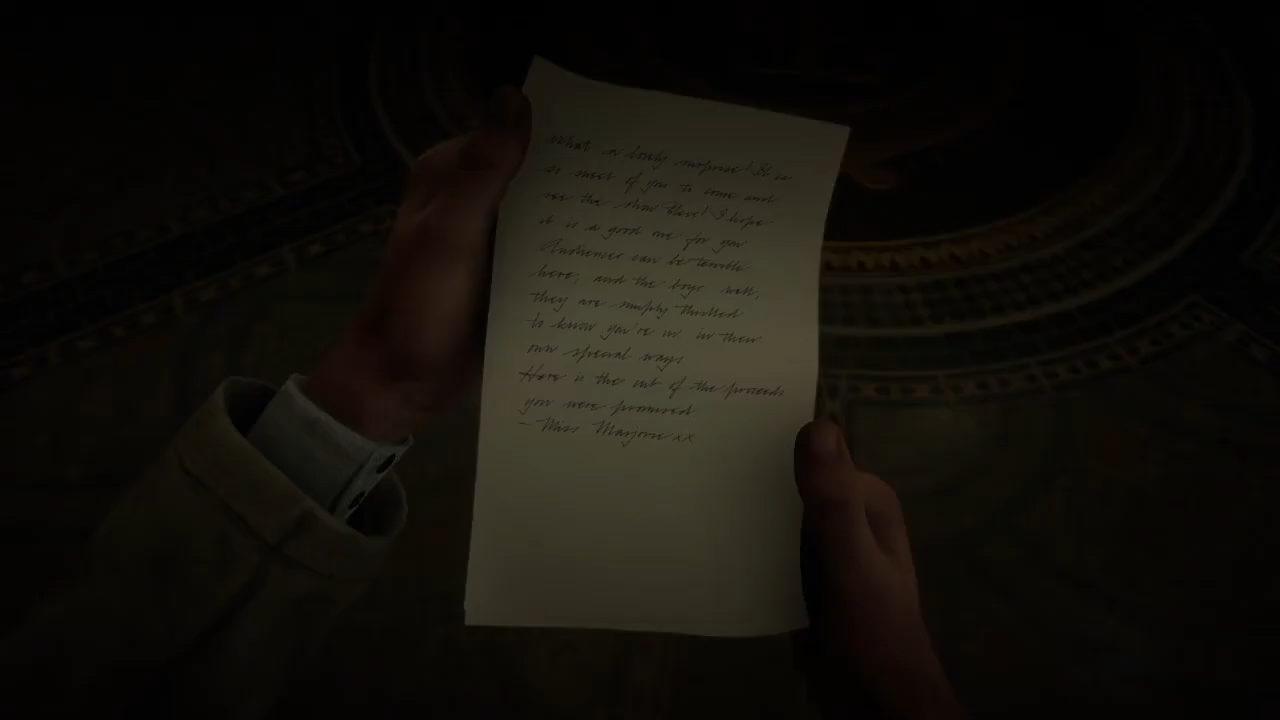 What a lovely surprise! It is
so sweet of you to come and
see the show Bless! I hope
it is a good one for you
Audiences can be terrible
here, and the boys well,
they are simply thrilled
to know you're us in their
own special ways
Here is the cut of the proceeds
you were promised
- Miss Marjorie xx